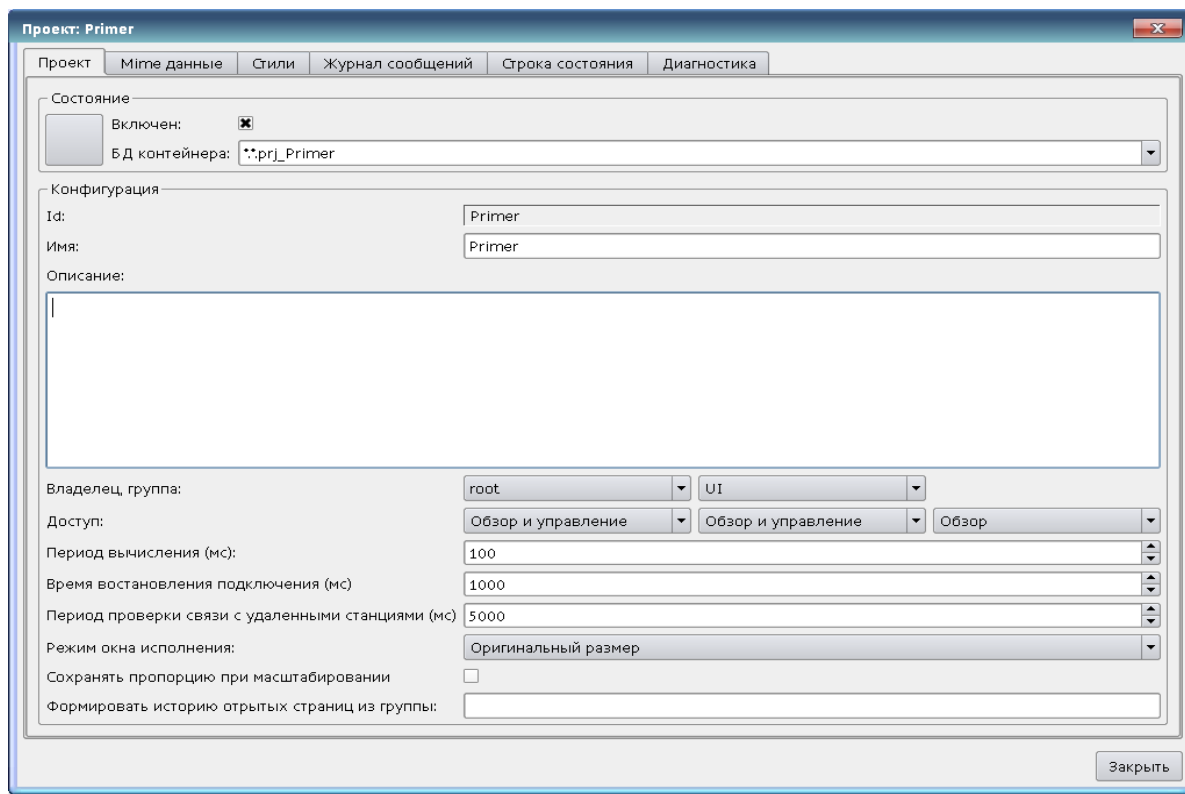 Проект: Primer
Проект Mime данные Стили Журнал сообщений Строка состояния Диагностика
Состояние
Включен:
БД контейнера: *.*.prj_Primer
Конфигурация
Id: Primer
Имя: Primer
Описание:
Владелец, группа: root UI
Доступ: Обзор и управление Обзор и управление Обзор
Период вычисления (мс): 100
Время востановления подключения (мс) 1000
Период проверки связи с удаленными станциями (мс) 5000
Режим окна исполнения: Оригинальный размер
Сохранять пропорцию при масштабировании
Формировать историю отрытых страниц из группы:
Закрыть